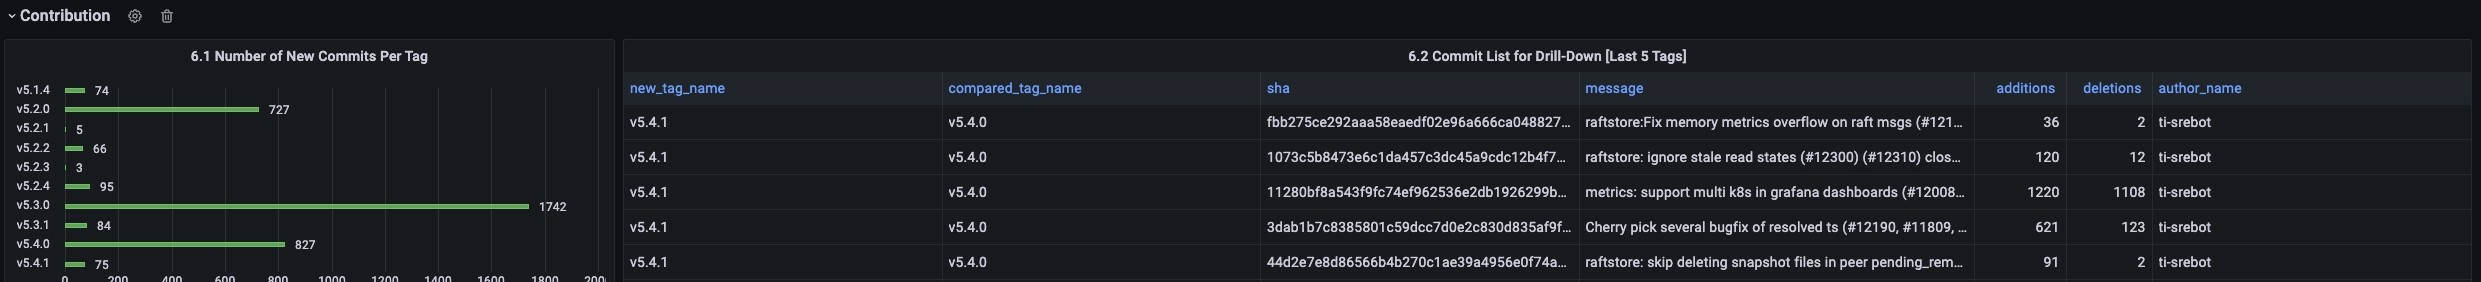 Contribution
6.1 Number of New Commits Per Tag
v5.1.4 74
v5.2.0 727
v5.2.1 5
v5.2.2 66
v5.2.3 3
v5.2.4 95
v5.3.0 1742
v5.3.1 84
v5.4.0 827
v5.4.1 75
0 200 400 600 800 1000 1200 1400 1600 1800 200
6.2 Commit List for Drill-Down [Last 5 Tags]
new_tag_name compared_tag_name sha message additions deletions author_name
v5.4.1 v5.4.0 fbb275ce292aaa58eaedf02e96a666ca048827... raftstore:Fix memory metrics overflow on raft msgs (#121... 36 2 ti-srebot
v5.4.1 v5.4.0 1073c5b8473e6c1da457c3dc45a9cdc12b4f7... raftstore: ignore stale read states (#12300) (#12310) clos... 120 12 ti-srebot
v5.4.1 v5.4.0 11280bf8a543f9fc74ef962536e2db1926299b... metrics: support multi k8s in grafana dashboards (#12008... 1220 1108 ti-srebot
v5.4.1 v5.4.0 3dab1b7c8385801c59dcc7d0e2c830d835af9f... Cherry pick several bugfix of resolved ts (#12190, #11809, ... 621 123 ti-srebot
v5.4.1 v5.4.0 44d2e7e8d86566b4b270c1ae39a4956e0f74a... raftstore: skip deleting snapshot files in peer pending_rem... 91 2 ti-srebot